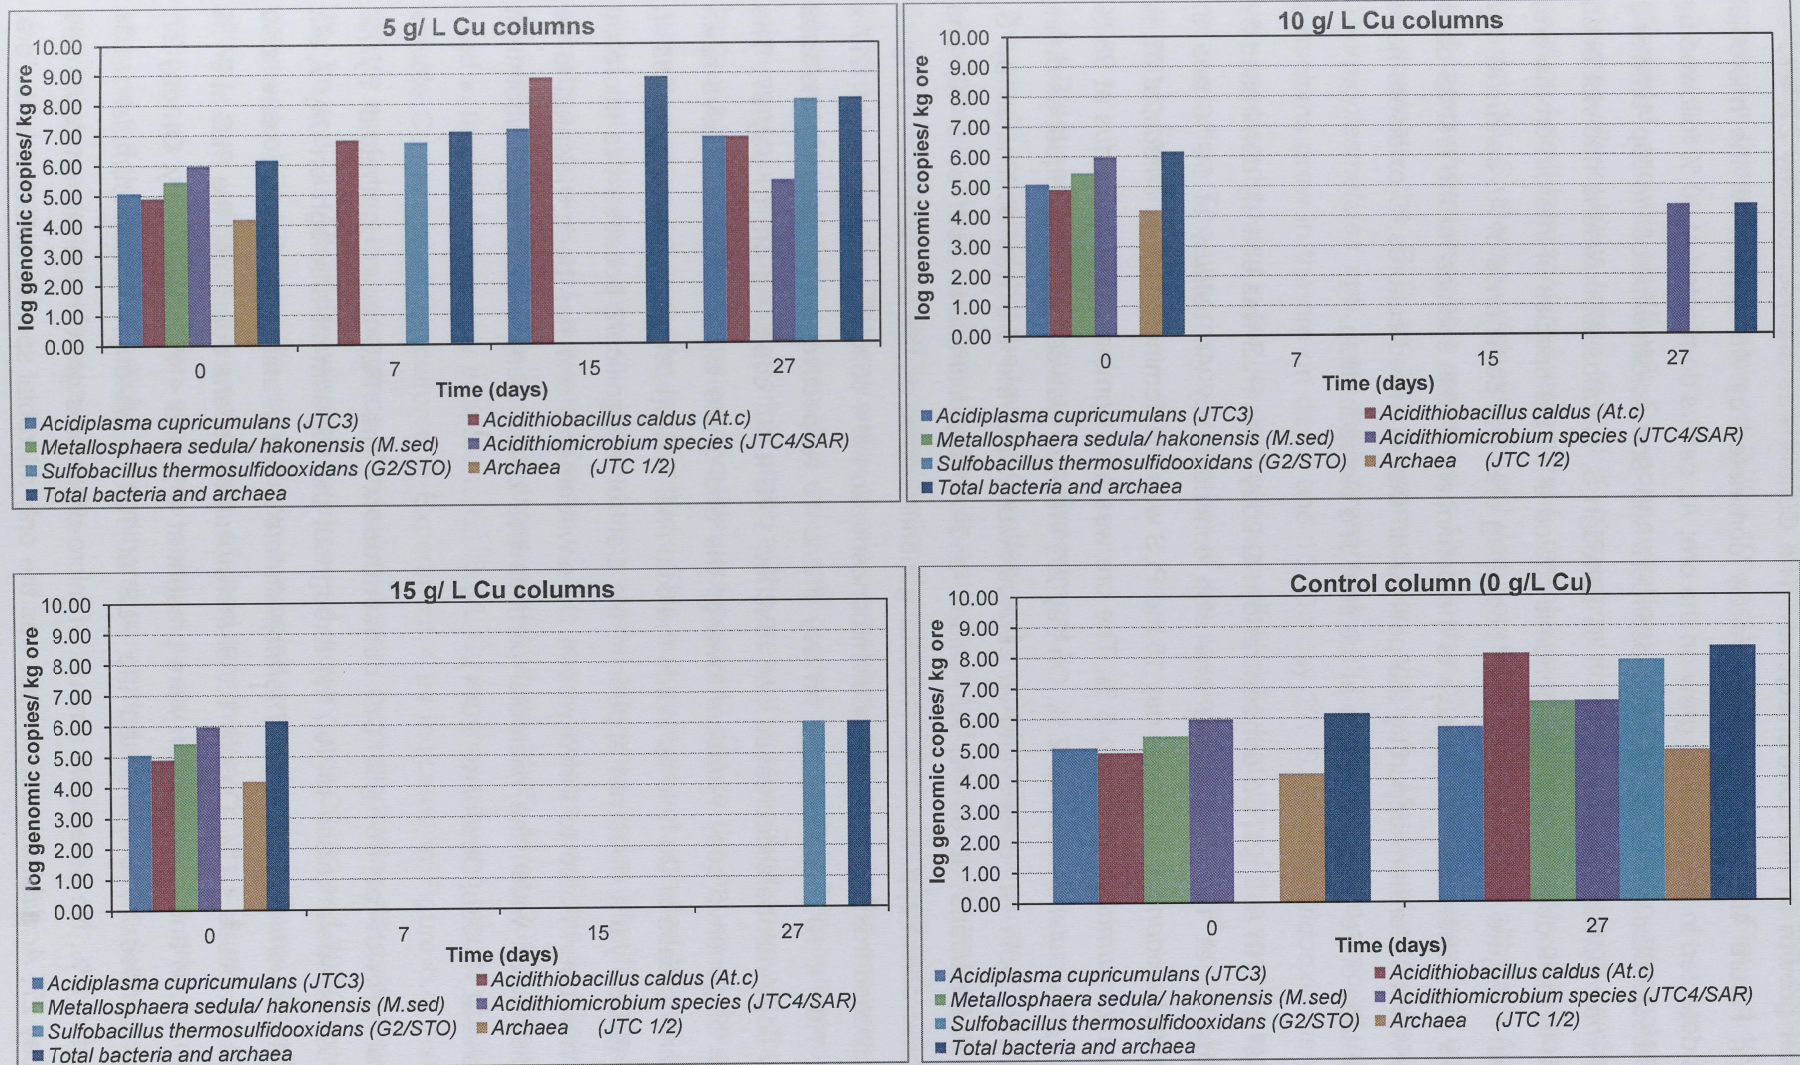 5 g/ L Cu columns
log genomic copies/ kg ore
10.00
9.00
8.00
7.00
6.00
5.00
4.00
3.00
2.00
1.00
0.00
0 7 15 27
Time (days)
Acidiplasma cupricumulans (JTC3) Acidithiobacillus caldus (At.c)
Metallosphaera sedula/ hakonensis (M.sed) Acidithiomicrobium species (JTC4/SAR)
Sulfobacillus thermosulfidooxidans (G2/STO) Archaea (JTC 1/2)
Total bacteria and archaea
10 g/ L Cu columns
log genomic copies/ kg ore
10.00
9.00
8.00
7.00
6.00
5.00
4.00
3.00
2.00
1.00
0.00
0 7 15 27
Time (days)
Acidiplasma cupricumulans (JTC3) Acidithiobacillus caldus (At.c)
Metallosphaera sedula/ hakonensis (M.sed) Acidithiomicrobium species (JTC4/SAR)
Sulfobacillus thermosulfidooxidans (G2/STO) Archaea (JTC 1/2)
Total bacteria and archaea
15 g/ L Cu columns
log genomic copies/ kg ore
10.00
9.00
8.00
7.00
6.00
5.00
4.00
3.00
2.00
1.00
0.00
0 7 15 27
Time (days)
Acidiplasma cupricumulans (JTC3) Acidithiobacillus caldus (At.c)
Metallosphaera sedula/ hakonensis (M.sed) Acidithiomicrobium species (JTC4/SAR)
Sulfobacillus thermosulfidooxidans (G2/STO) Archaea (JTC 1/2)
Total bacteria and archaea
Control column (0 g/L Cu)
log genomic copies/ kg ore
10.00
9.00
8.00
7.00
6.00
5.00
4.00
3.00
2.00
1.00
0.00
0 27
Time (days)
Acidiplasma cupricumulans (JTC3) Acidithiobacillus caldus (At.c)
Metallosphaera sedula/ hakonensis (M.sed) Acidithiomicrobium species (JTC4/SAR)
Sulfobacillus thermosulfidooxidans (G2/STO) Archaea (JTC 1/2)
Total bacteria and archaea